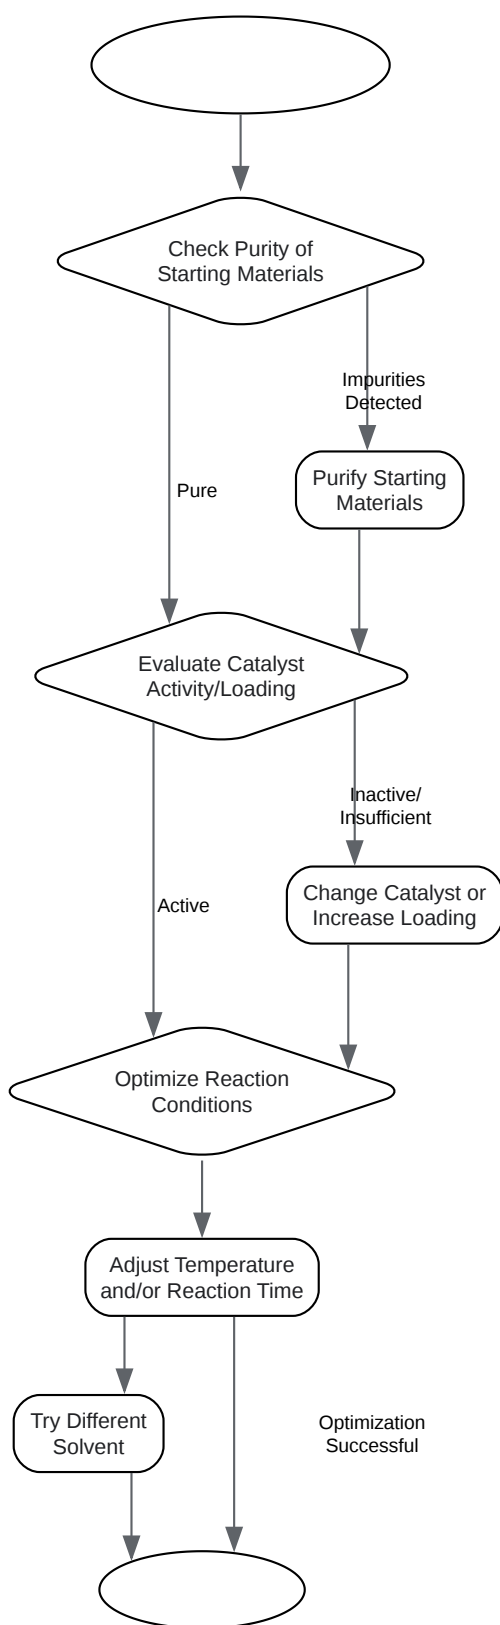 Check Purity of
Starting Materials
Impurities
Detected
Purify Starting
Materials
Pure
Evaluate Catalyst
Activity/Loading
Inactive/
Insufficient
Change Catalyst or
Increase Loading
Active
Optimize Reaction
Conditions
Adjust Temperature
and/or Reaction Time
Try Different
Solvent
Optimization
Successful